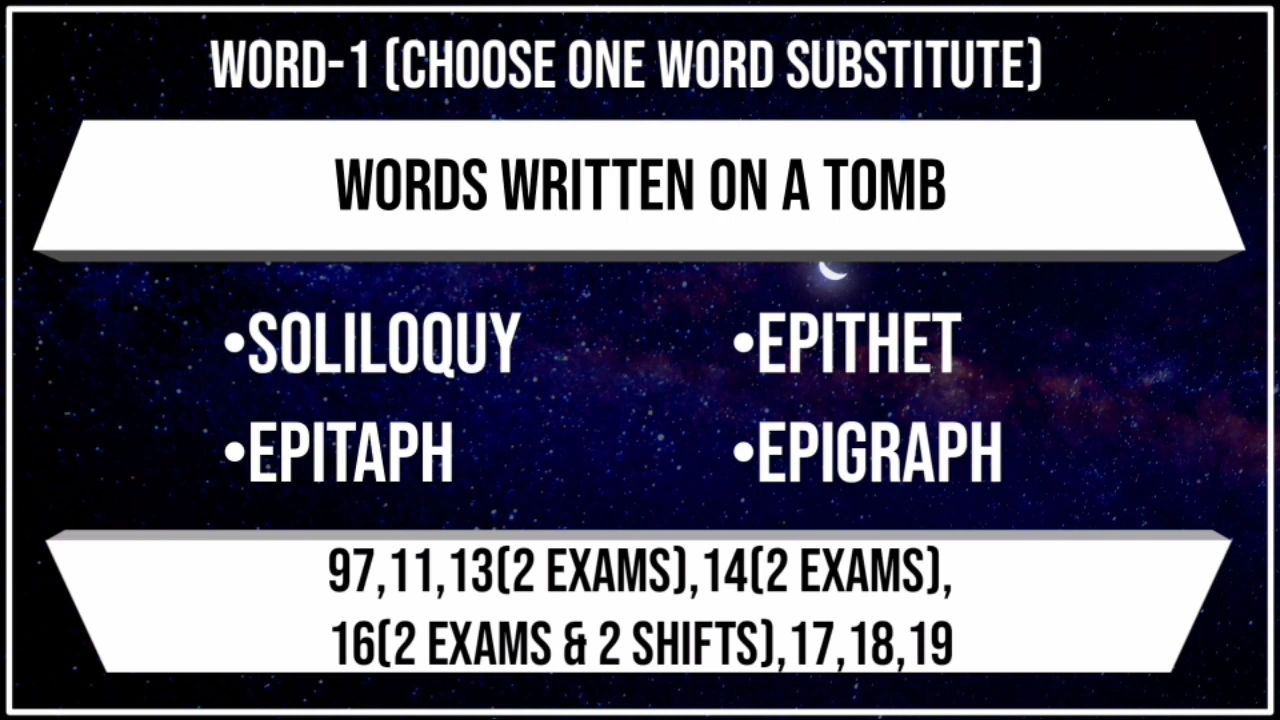 WORD-1 (CHOOSE ONE WORD SUBSTITUTE)
WORDS WRITTEN ON A TOMB
•SOLILOQUY
•EPITHET
•EPITAPH
•EPIGRAPH
97,11,13(2 EXAMS),14(2 EXAMS),
16(2 EXAMS & 2 SHIFTS),17,18,19